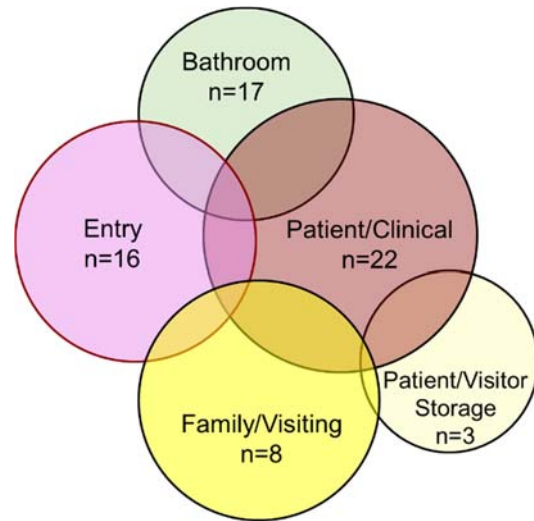 Bathroom
n=17
Entry
n=16
Patient/Clinical
n=22
Patient/Visitor
Storage
n=3
Family/Visiting
n=8